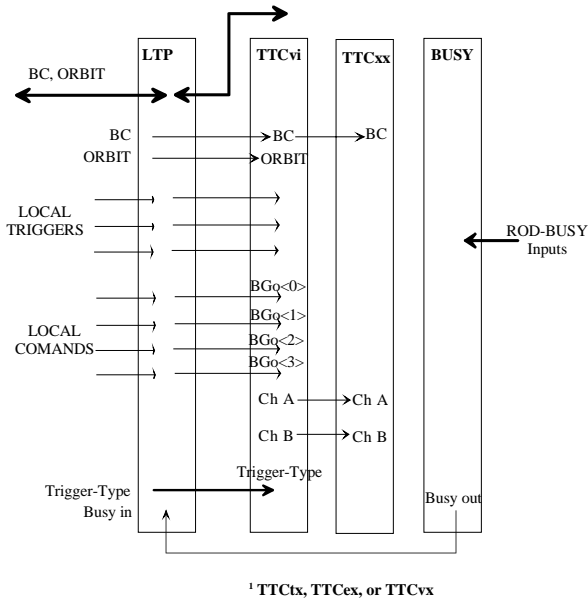 LTP TTCvi TTCxx BUSY
BC, ORBIT
BC BC BC
ORBIT ORBIT
LOCAL
TRIGGERS
ROD-BUSY
Inputs
BGo<0>
BGo<1>
LOCAL
COMANDS
BGo<2>
BGo<3>
Ch A Ch A
Ch B Ch B
Trigger-Type
Trigger-Type
Busy in
Busy out
¹ TTCtx, TTCex, or TTCvx